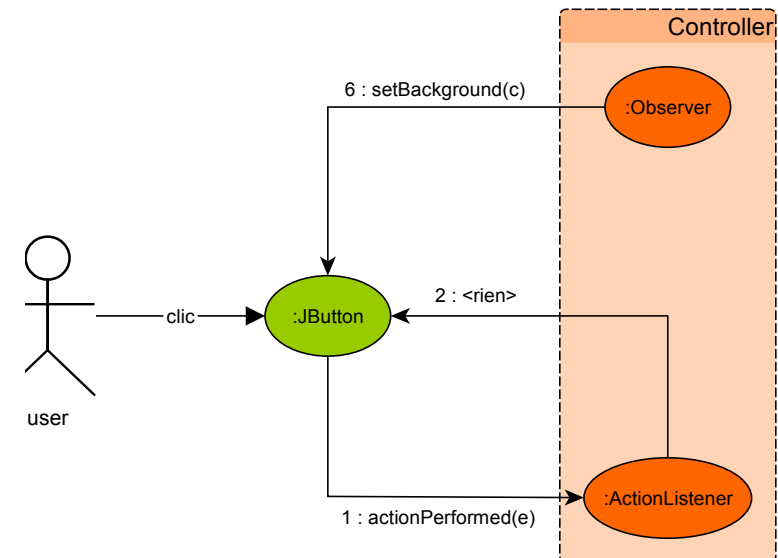 Controller
6 : setBackground(c)
:Observer
2 : <rien>
clic
:JButton
user
:ActionListener
1 : actionPerformed(e)